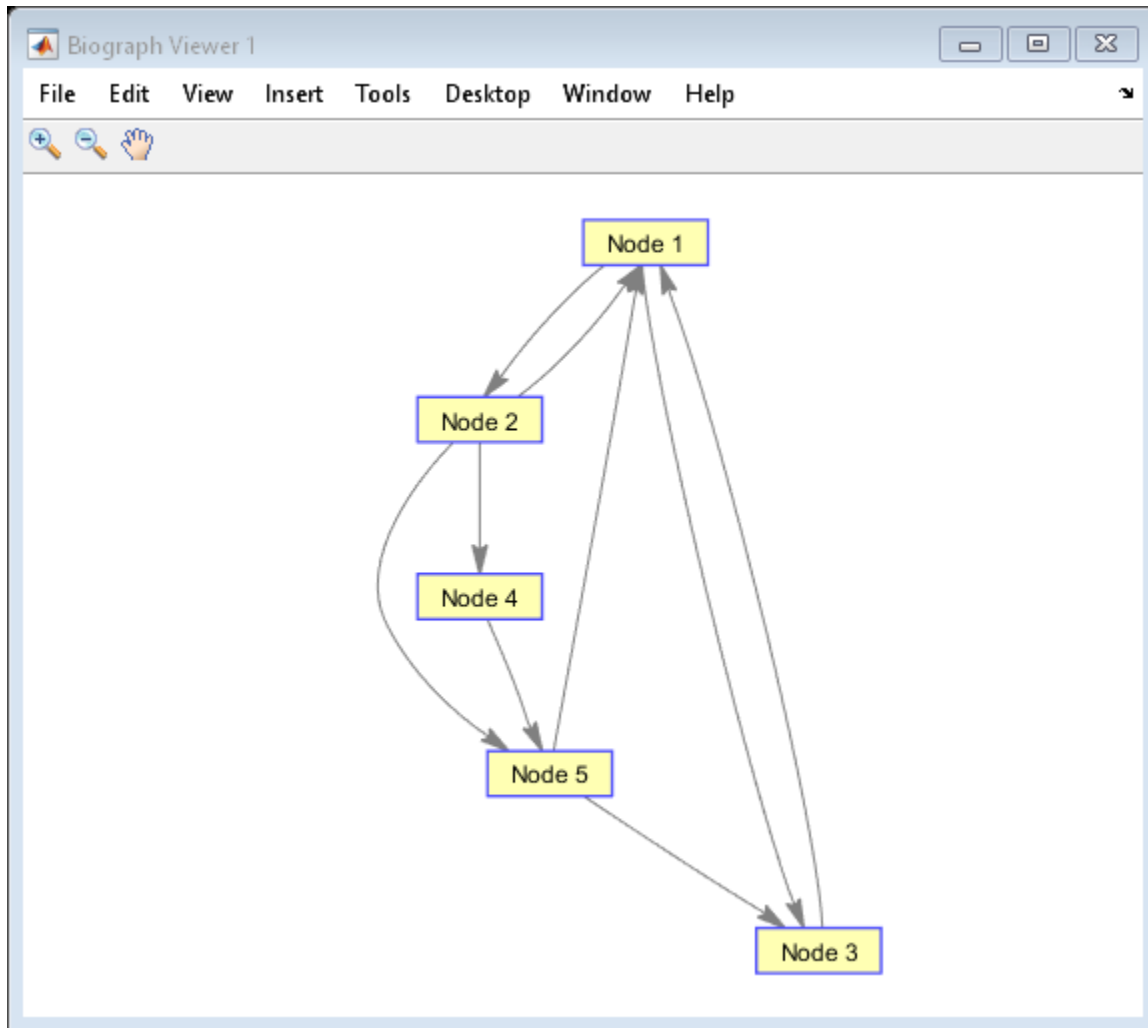 Biograph Viewer 1
File Edit View Insert Tools Desktop Window Help
Node 1
Node 2
Node 4
Node 5
Node 3